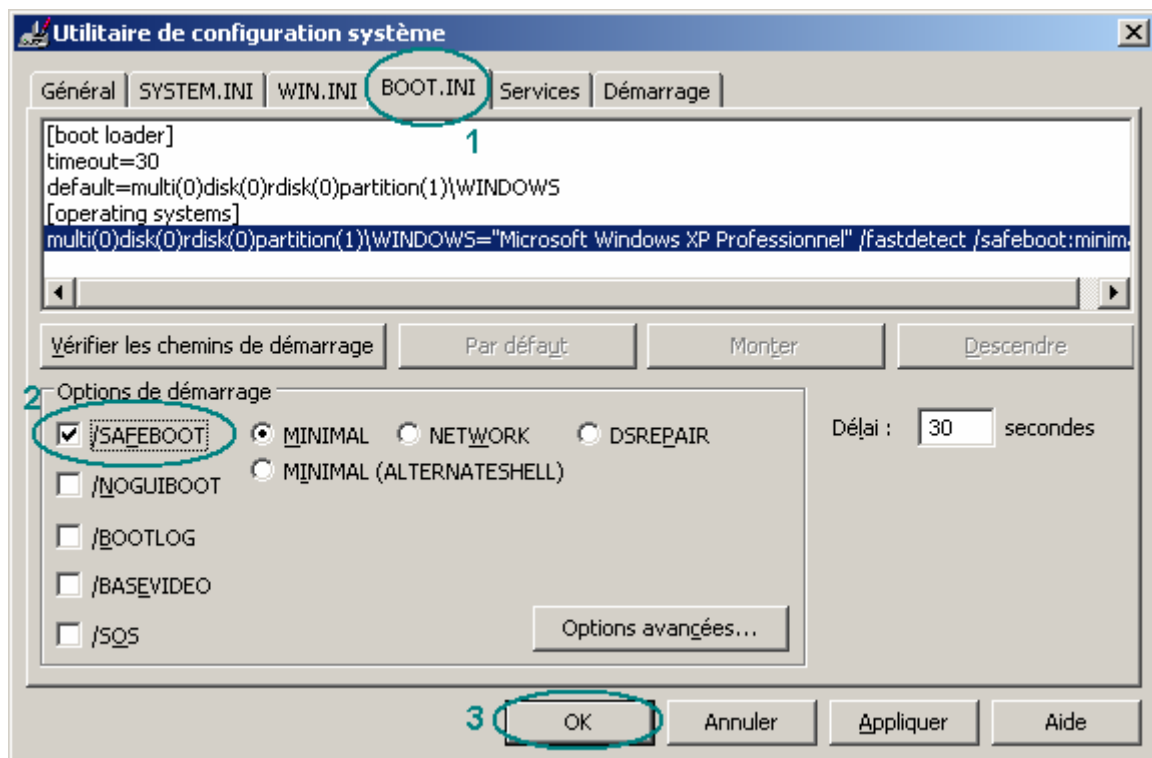 Utilitaire de configuration système
Général SYSTEM.INI WIN.INI BOOT.INI Services Démarrage
1
[boot loader]
timeout=30
default=multi(0)disk(0)rdisk(0)partition(1)\WINDOWS
[operating systems]
multi(0)disk(0)rdisk(0)partition(1)\WINDOWS="Microsoft Windows XP Professionnel" /fastdetect /safeboot:minim
Vérifier les chemins de démarrage Par défaut Monter Descendre
Options de démarrage
2 /SAFEBOOT MINIMAL NETWORK DSREPAIR Délai : 30 secondes
MINIMAL (ALTERNATESHELL)
/NOGUIBOOT
/BOOTLOG
/BASEVIDEO
/SOS Options avancées...
3 OK Annuler Appliquer Aide